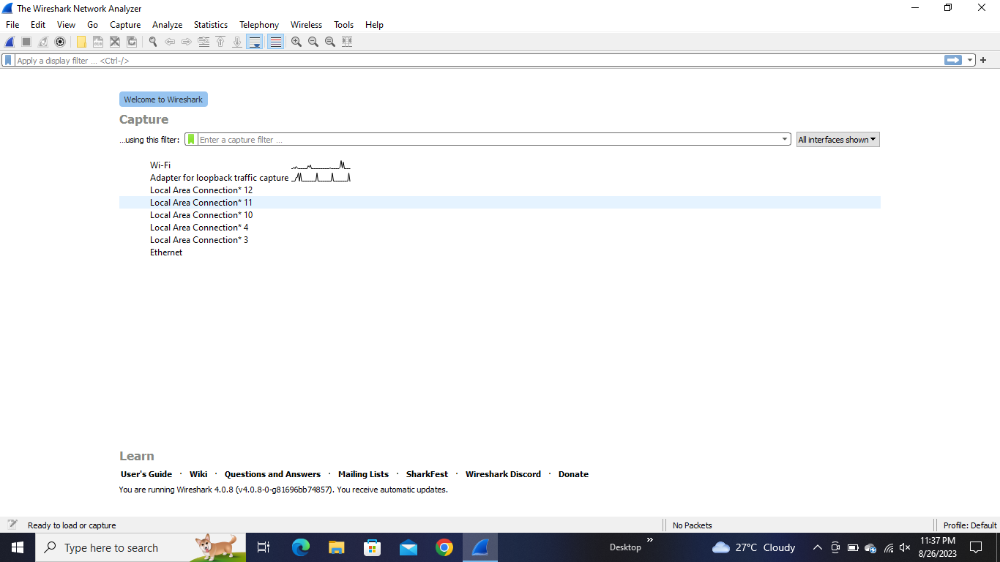 The Wireshark Network Analyzer
File Edit View Go Capture Analyze Statistics Telephony Wireless Tools Help
Apply a display filter ... <Ctrl-/>
+
Welcome to Wireshark
Capture
...using this filter: Enter a capture filter ... All interfaces shown
Wi-Fi
Adapter for loopback traffic capture
Local Area Connection* 12
Local Area Connection* 11
Local Area Connection* 10
Local Area Connection* 4
Local Area Connection* 3
Ethernet
Learn
User's Guide · Wiki · Questions and Answers · Mailing Lists · SharkFest · Wireshark Discord · Donate
You are running Wireshark 4.0.8 (v4.0.8-0-g81696bb74857). You receive automatic updates.
Ready to load or capture No Packets Profile: Default
Type here to search Desktop » 27°C Cloudy 11:37 PM
8/26/2023